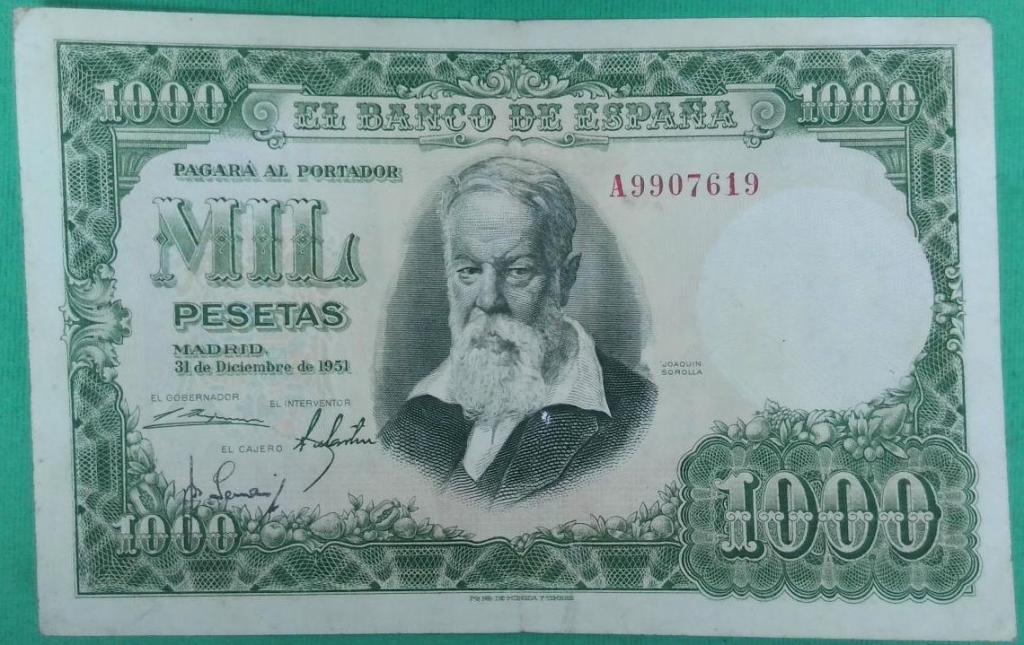 1000 EL BANCO DE ESPAÑA 1000
PAGARÁ AL PORTADOR
A9907619
MIL
PESETAS
MADRID,
31 de Diciembre de 1951
JOAQUIN
SOROLLA
EL GOBERNADOR
EL INTERVENTOR
EL CAJERO
1000
1000